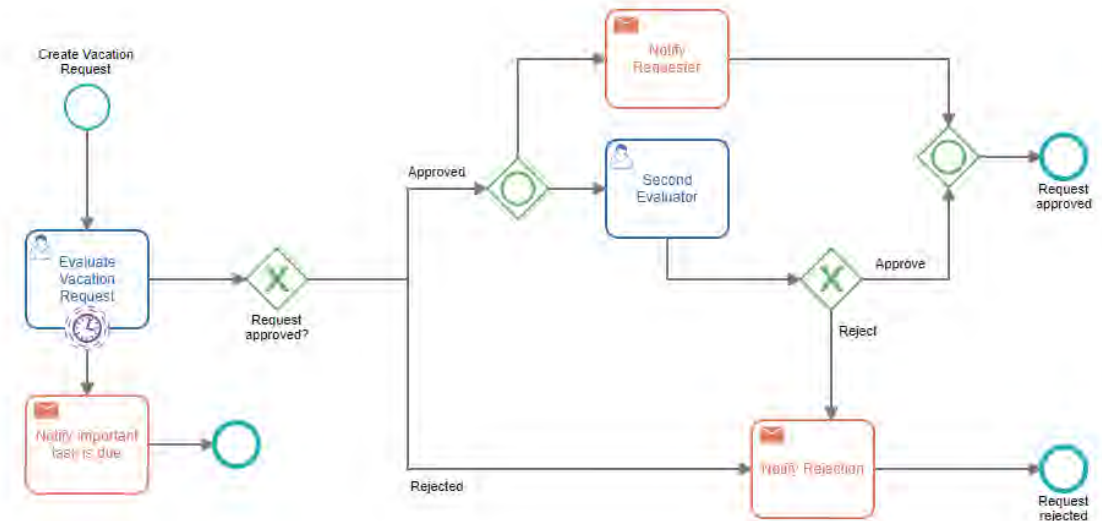 Create Vacation
Request
Notify
Requester
Approved
Second
Evaluator
Request
approved
Evaluate
Vacation
Request
Request
approved?
Approve
Reject
Notify important
task is due
Notify Rejection
Rejected
Request
rejected